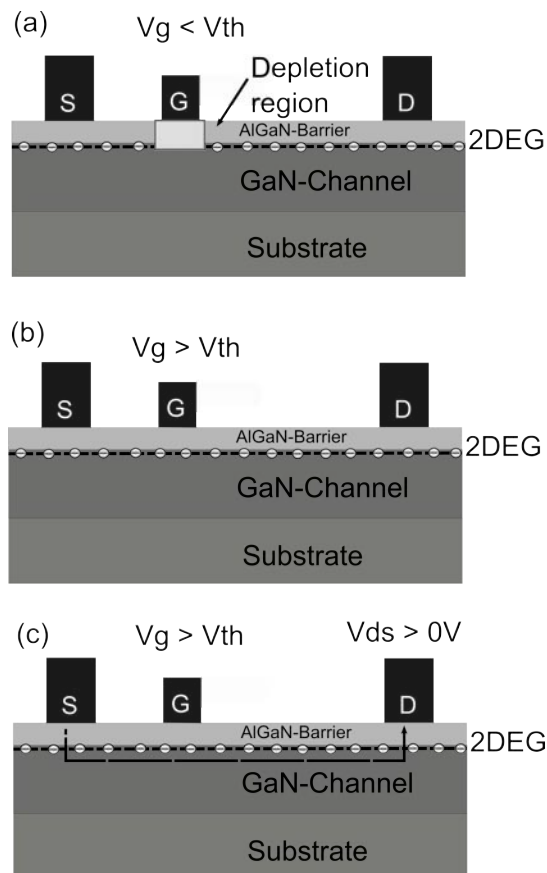 (a)
Vg < Vth
Depletion
region
S
G
D
AlGaN-Barrier
2DEG
GaN-Channel
Substrate
(b)
Vg > Vth
S
G
D
AlGaN-Barrier
2DEG
GaN-Channel
Substrate
(c)
Vg > Vth
Vds > 0V
S
G
D
AlGaN-Barrier
2DEG
GaN-Channel
Substrate